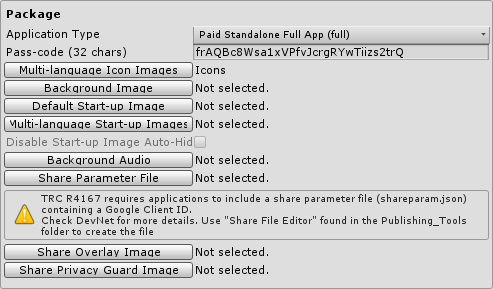 Package
Application Type Paid Standalone Full App (full)
Pass-code (32 chars) frAQBc8Wsa1xVPfvJcrgRYwTiizs2trQ
Multi-language Icon Images Icons
Background Image Not selected.
Default Start-up Image Not selected.
Multi-language Start-up Images Not selected.
Disable Start-up Image Auto-Hid
Background Audio Not selected.
Share Parameter File Not selected.
TRC R4167 requires applications to include a share parameter file (shareparam.json)
containing a Google Client ID.
Check DevNet for more details. Use "Share File Editor" found in the Publishing_Tools
folder to create the file
Share Overlay Image Not selected.
Share Privacy Guard Image Not selected.